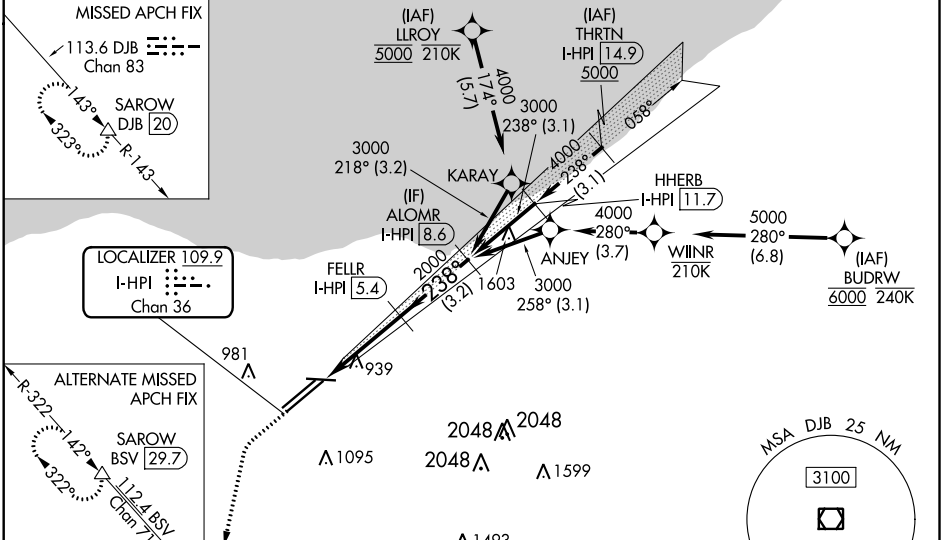 MISSED APCH FIX
113.6 DJB
Chan 83
143°
323°
SAROW
DJB 20
R-143
(IAF)
LLROY
5000 210K
4000
174°
(5.7)
(IAF)
THRTN
I-HPI 14.9
5000
3000
238° (3.1)
058°
3000
218° (3.2)
KARAY
4000
238°
(3.1)
HHERB
I-HPI 11.7
(IF)
ALOMR
I-HPI 8.6
ANJEY
4000
280°
(3.7)
WIINR
210K
5000
280°
(6.8)
(IAF)
BUDRW
6000 240K
LOCALIZER 109.9
I-HPI
Chan 36
FELLR
I-HPI 5.4
2000
238°
(3.2)
1603
3000
258° (3.1)
981
939
ALTERNATE MISSED
APCH FIX
R-322
142°
322°
SAROW
BSV 29.7
112.4 BSV
Chan 71
2048
2048
2048
1095
1599
1493
MSA DJB 25 NM
3100